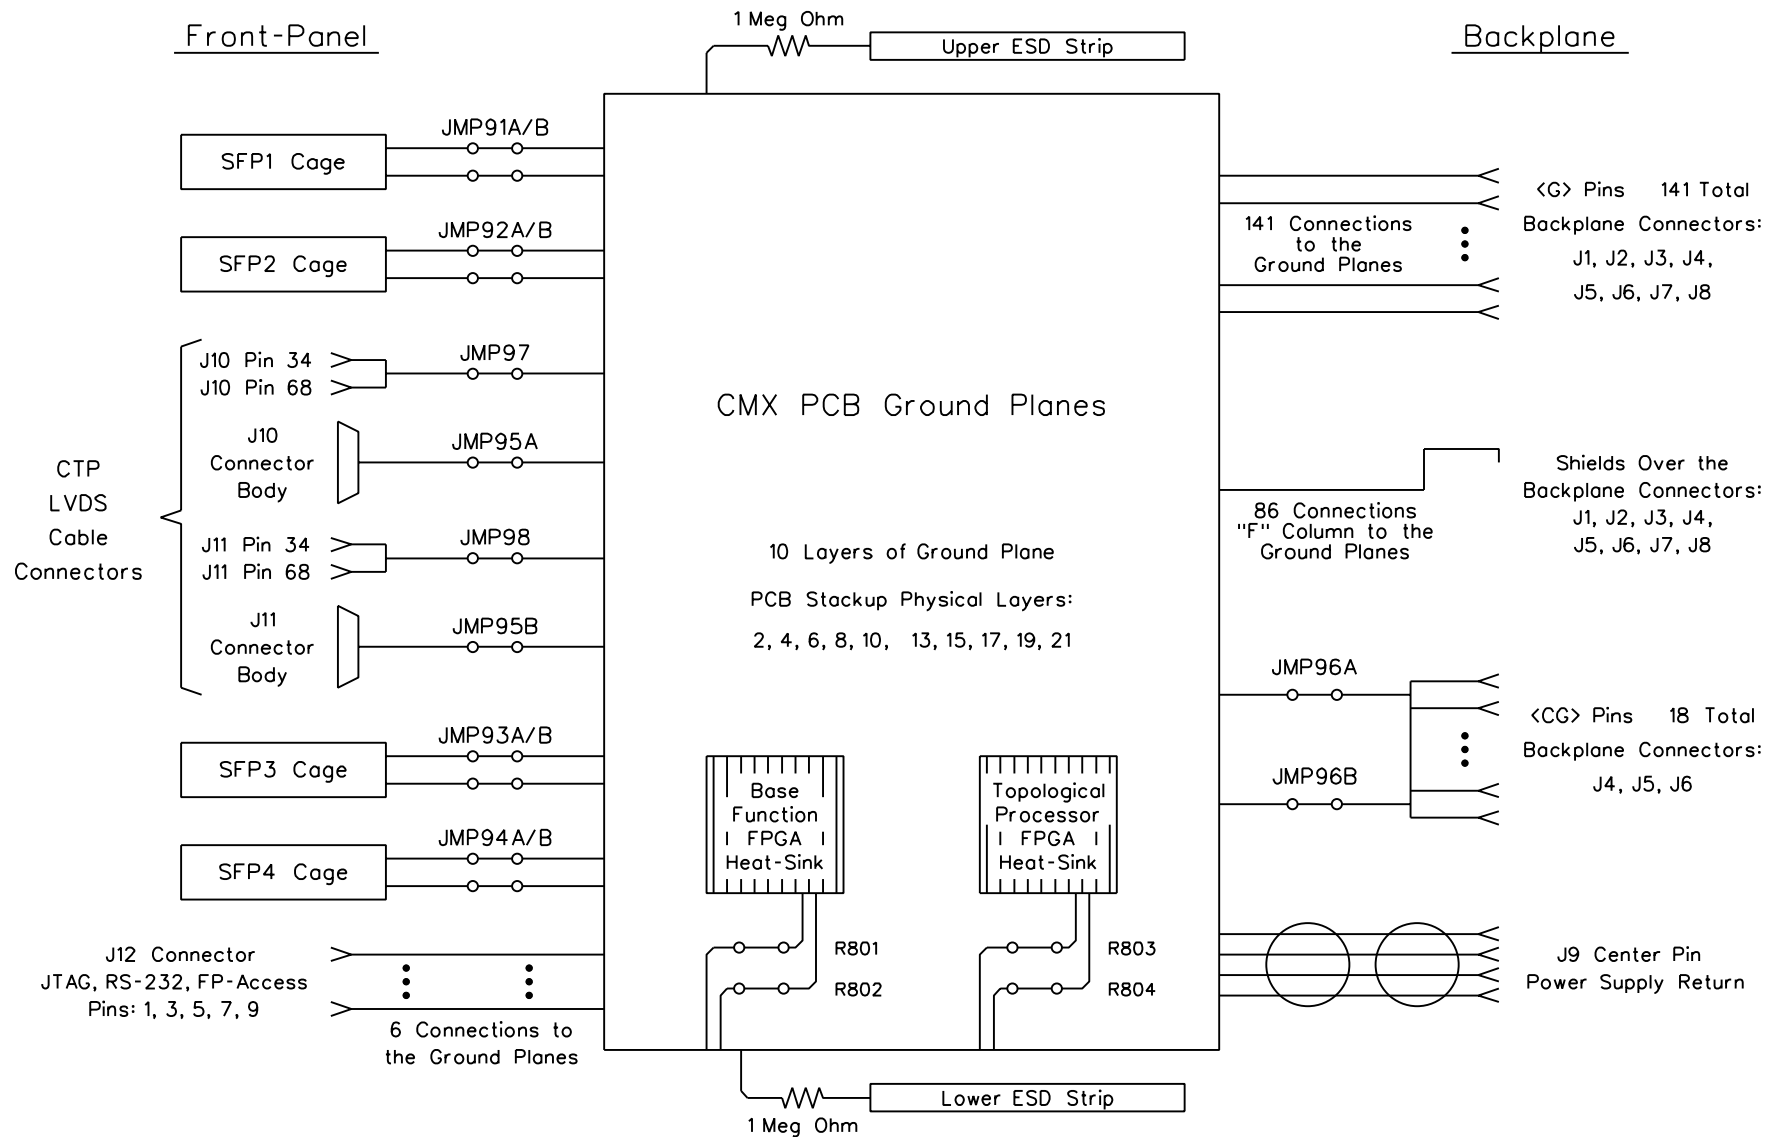 Front-Panel
1 Meg Ohm
Upper ESD Strip
Backplane
JMP91A/B
SFP1 Cage
JMP92A/B
SFP2 Cage
CTP
LVDS
Cable
Connectors
J10 Pin 34
J10 Pin 68
JMP97
J10
Connector
Body
JMP95A
J11 Pin 34
J11 Pin 68
JMP98
J11
Connector
Body
JMP95B
JMP93A/B
SFP3 Cage
JMP94A/B
SFP4 Cage
J12 Connector
JTAG, RS-232, FP-Access
Pins: 1, 3, 5, 7, 9
6 Connections to
the Ground Planes
CMX PCB Ground Planes
10 Layers of Ground Plane
PCB Stackup Physical Layers:
2, 4, 6, 8, 10, 13, 15, 17, 19, 21
Base
Function
FPGA
Heat-Sink
R801
R802
Topological
Processor
FPGA
Heat-Sink
R803
R804
141 Connections
to the
Ground Planes
<G> Pins 141 Total
Backplane Connectors:
J1, J2, J3, J4,
J5, J6, J7, J8
86 Connections
"F" Column to the
Ground Planes
Shields Over the
Backplane Connectors:
J1, J2, J3, J4,
J5, J6, J7, J8
JMP96A
JMP96B
<CG> Pins 18 Total
Backplane Connectors:
J4, J5, J6
J9 Center Pin
Power Supply Return
Lower ESD Strip
1 Meg Ohm